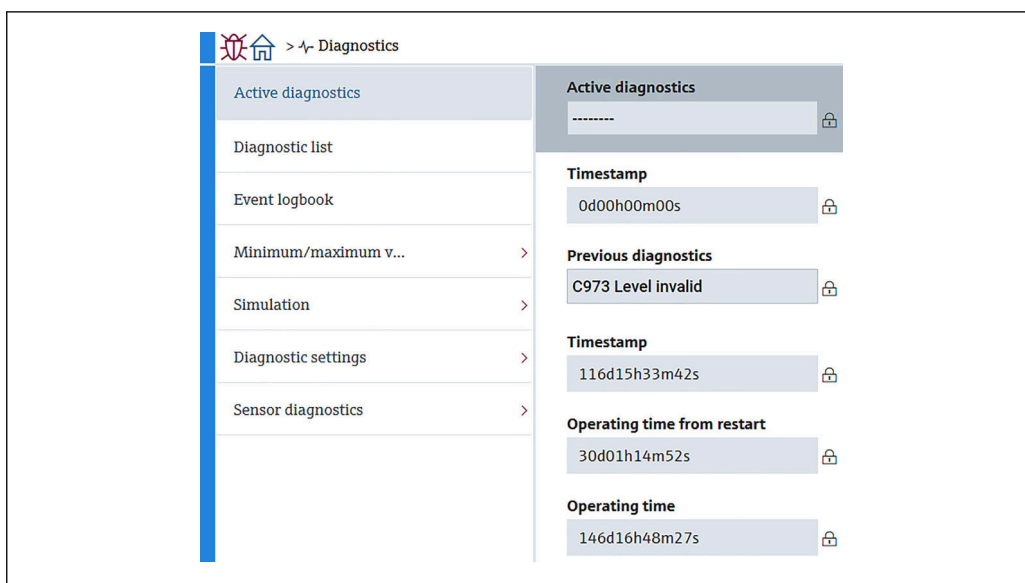 > Diagnostics
Active diagnostics
Diagnostic list
Event logbook
Minimum/maximum v...
Simulation
Diagnostic settings
Sensor diagnostics
Active diagnostics
--------
Timestamp
0d00h00m00s
Previous diagnostics
C973 Level invalid
Timestamp
116d15h33m42s
Operating time from restart
30d01h14m52s
Operating time
146d16h48m27s